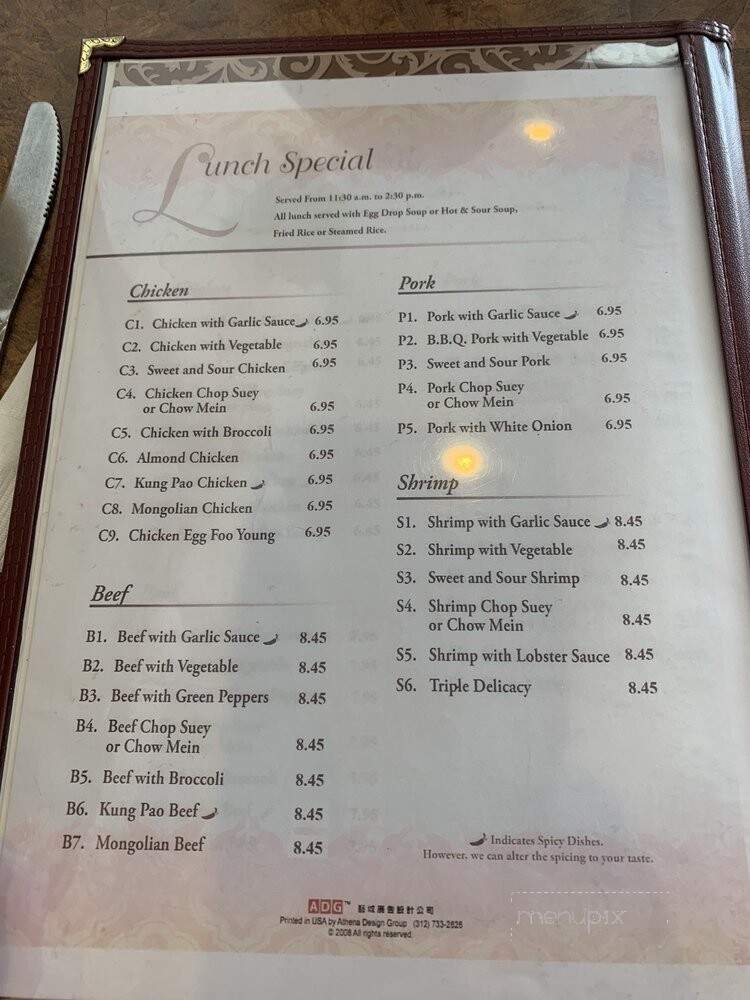 Lunch Special
Served From 11:30 a.m. to 2:30 p.m.
All lunch served with Egg Drop Soup or Hot & Sour Soup,
Fried Rice or Steamed Rice.
Chicken
C1. Chicken with Garlic Sauce 6.95
C2. Chicken with Vegetable 6.95
C3. Sweet and Sour Chicken 6.95
C4. Chicken Chop Suey
or Chow Mein 6.95
C5. Chicken with Broccoli 6.95
C6. Almond Chicken 6.95
C7. Kung Pao Chicken 6.95
C8. Mongolian Chicken 6.95
C9. Chicken Egg Foo Young 6.95
Beef
B1. Beef with Garlic Sauce 8.45
B2. Beef with Vegetable 8.45
B3. Beef with Green Peppers 8.45
B4. Beef Chop Suey
or Chow Mein 8.45
B5. Beef with Broccoli 8.45
B6. Kung Pao Beef 8.45
B7. Mongolian Beef 8.45
Pork
P1. Pork with Garlic Sauce 6.95
P2. B.B.Q. Pork with Vegetable 6.95
P3. Sweet and Sour Pork 6.95
P4. Pork Chop Suey
or Chow Mein 6.95
P5. Pork with White Onion 6.95
Shrimp
S1. Shrimp with Garlic Sauce 8.45
S2. Shrimp with Vegetable 8.45
S3. Sweet and Sour Shrimp 8.45
S4. Shrimp Chop Suey
or Chow Mein 8.45
S5. Shrimp with Lobster Sauce 8.45
S6. Triple Delicacy 8.45
Indicates Spicy Dishes.
However, we can alter the spicing to your taste.
ADG™ 藝城廣告設計公司
Printed in USA by Athena Design Group (312) 733-2828
© 2008 All rights reserved.
menupix